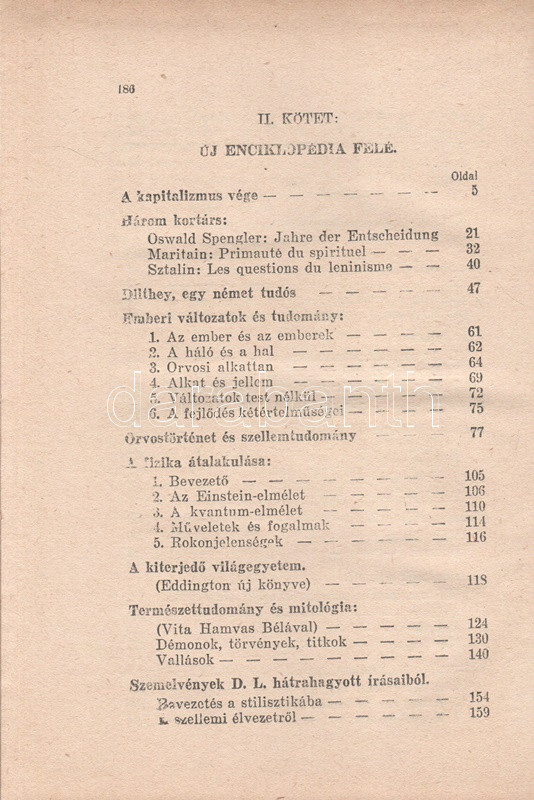 186
II. KÖTET:
ÚJ ENCIKLOPÉDIA FELÉ.
Oldal
A kapitalizmus vége — — — — — — — 5
Három kortárs:
Oswald Spengler: Jahre der Entscheidung 21
Maritain: Primauté du spirituel — — — 32
Sztalin: Les questions du leninisme — — — 40
Dilthey, egy német tudós — — — — — — 47
Emberi változatok és tudomány:
1. Az ember és az emberek — — — — 61
2. A háló és a hal — — — — — — 62
3. Orvosi alkattan — — — — — — 64
4. Alkat és jellem — — — — — — 69
5. Változatok test nélkül — — — — — 72
6. A fejlődés kétértelműségei — — — — 75
Orvostörténet és szellemtudomány — — — — 77
A fizika átalakulása:
1. Bevezető — — — — — — — — 105
2. Az Einstein-elmélet — — — — — 106
3. A kvantum-elmélet — — — — — 110
4. Műveletek és fogalmak — — — — 114
5. Rokonjelenségek — — — — — — 116
A kiterjedő világegyetem.
(Eddington új könyve) — — — — — 118
Természettudomány és mitológia:
(Vita Hamvas Bélával) — — — — — 124
Démonok, törvények, titkok — — — — 130
Vallások — — — — — — — — — 140
Szemelvények D. L. hátrahagyott írásaiból.
Bevezetés a stilisztikába — — — — — 154
A szellemi élvezetről — — — — — — 159
darabanth